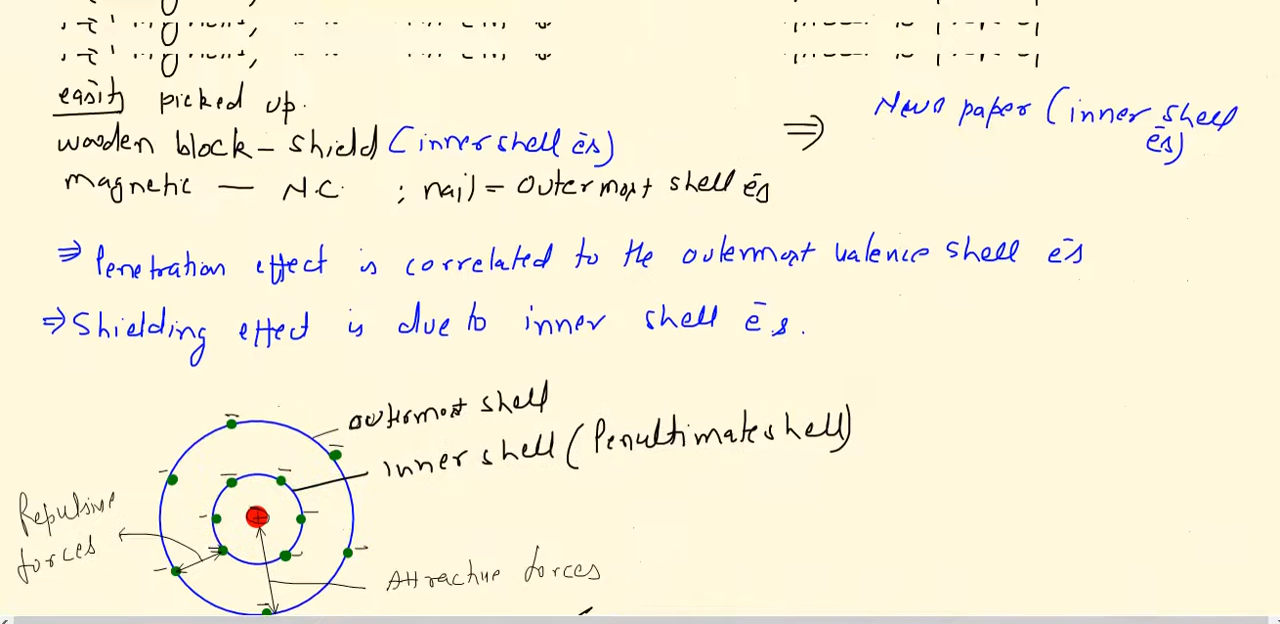 easily picked up.
wooden block – shield (inner shell ēs)
magnetic — N.C. ; nail = outermost shell ēs
⇒ News paper (inner shell ēs)
⇒ Penetration effect is correlated to the outermost valence shell ēs
⇒ Shielding effect is due to inner shell ēs.
outermost shell
inner shell (Penultimate shell)
Repulsive
forces
Attractive forces